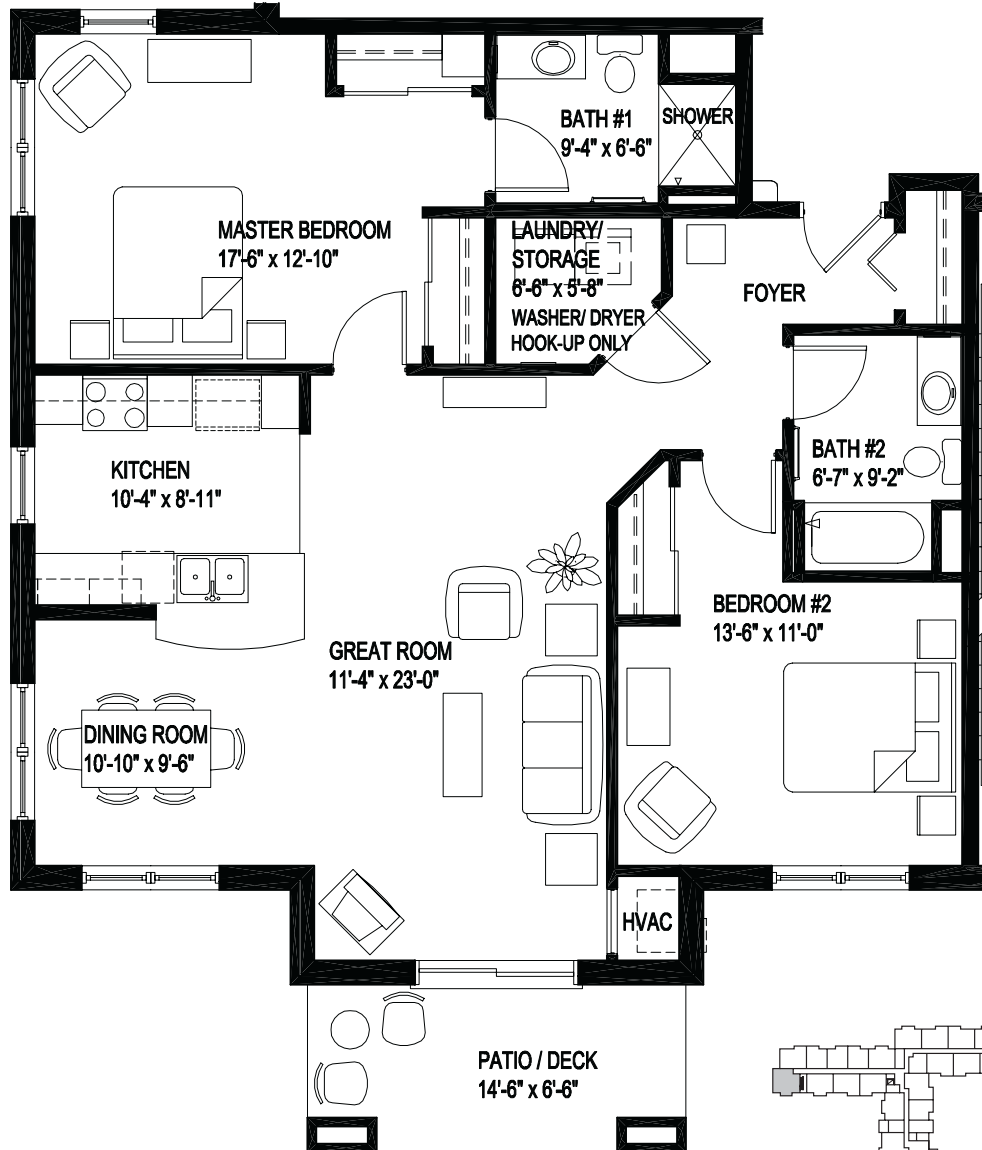 BATH #1
9'-4" x 6'-6"
SHOWER
MASTER BEDROOM
17'-6" x 12'-10"
LAUNDRY/
STORAGE
6'-6" x 5'-8"
WASHER/ DRYER
HOOK-UP ONLY
FOYER
BATH #2
6'-7" x 9'-2"
KITCHEN
10'-4" x 8'-11"
BEDROOM #2
13'-6" x 11'-0"
GREAT ROOM
11'-4" x 23'-0"
DINING ROOM
10'-10" x 9'-6"
HVAC
PATIO / DECK
14'-6" x 6'-6"